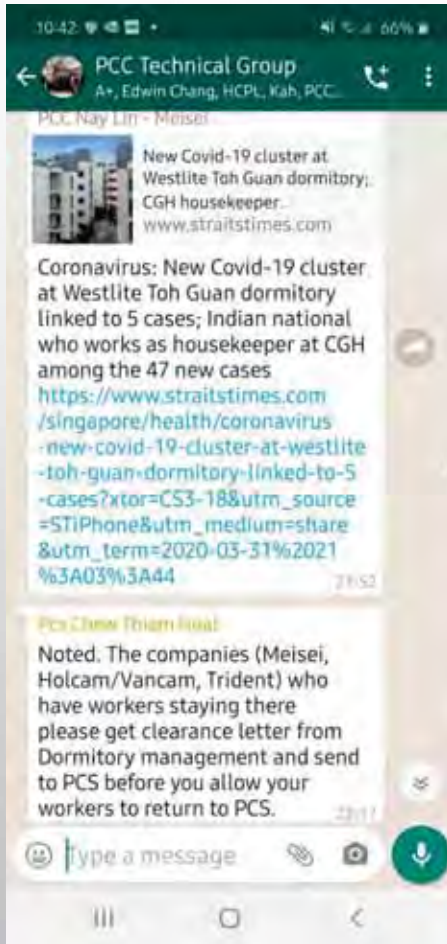 10:42
66%
PCC Technical Group
A+, Edwin Chang, HCPL, Kah, PCC...
PCC Nay Lin - Meisei
New Covid-19 cluster at
Westlite Toh Guan dormitory;
CGH housekeeper...
www.straitstimes.com
Coronavirus: New Covid-19 cluster
at Westlite Toh Guan dormitory
linked to 5 cases; Indian national
who works as housekeeper at CGH
among the 47 new cases
https://www.straitstimes.com
/singapore/health/coronavirus
-new-covid-19-cluster-at-westlite
-toh-guan-dormitory-linked-to-5
-cases?xtor=CS3-18&utm_source
=STiPhone&utm_medium=share
&utm_term=2020-03-31%2021
%3A03%3A44
21:52
Pcs Chew Thiam
Noted. The companies (Meisei,
Holcam/Vancam, Trident) who
have workers staying there
please get clearance letter from
Dormitory management and send
to PCS before you allow your
workers to return to PCS.
Type a message